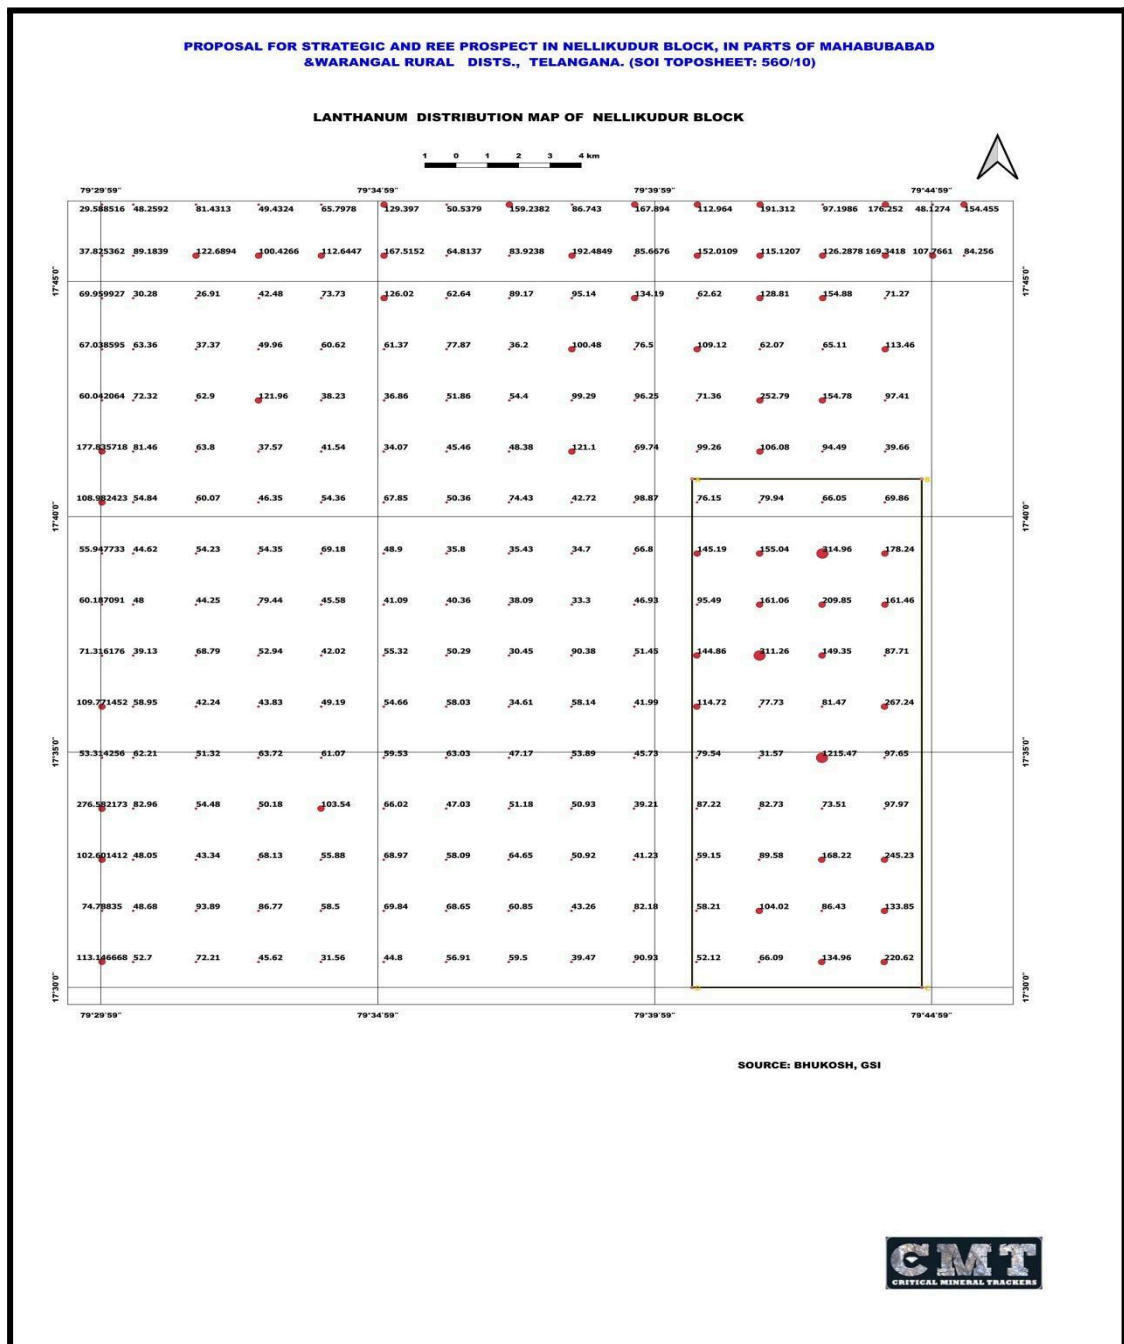 PROPOSAL FOR STRATEGIC AND REE PROSPECT IN NELLIKUDUR BLOCK, IN PARTS OF MAHABUBABAD
&WARANGAL RURAL DISTS., TELANGANA. (SOI TOPOSHEET: 56O/10)
LANTHANUM DISTRIBUTION MAP OF NELLIKUDUR BLOCK
1 0 1 2 3 4 km
79°29'59" 79°34'59" 79°39'59" 79°44'59"
29.588516 48.2592 81.4313 49.4324 65.7978 129.397 50.5379 159.2382 86.743 167.894 112.964 191.312 97.1986 176.252 48.1274 154.455
37.825362 89.1839 122.6894 100.4266 112.6447 167.5152 64.8137 83.9238 192.4849 85.6676 152.0109 115.1207 126.2878 169.3418 107.7661 84.256
17°45'0" 17°45'0"
69.959927 30.28 26.91 42.48 73.73 126.02 62.64 89.17 95.14 134.19 62.62 128.81 154.88 71.27
67.038595 63.36 37.37 49.96 60.62 61.37 77.87 36.2 100.48 76.5 109.12 62.07 65.11 113.46
60.042064 72.32 62.9 121.96 38.23 36.86 51.86 54.4 99.29 96.25 71.36 252.79 154.78 97.41
177.835718 81.46 63.8 37.57 41.54 34.07 45.46 48.38 121.1 69.74 99.26 106.08 94.49 39.66
A B
108.982423 54.84 60.07 46.35 54.36 67.85 50.36 74.43 42.72 98.87 76.15 79.94 66.05 69.86
17°40'0" 17°40'0"
55.947733 44.62 54.23 54.35 69.18 48.9 35.8 35.43 34.7 66.8 145.19 155.04 314.96 178.24
60.187091 48 44.25 79.44 45.58 41.09 40.36 38.09 33.3 46.93 95.49 161.06 209.85 161.46
71.316176 39.13 68.79 52.94 42.02 55.32 50.29 30.45 90.38 51.45 144.86 311.26 149.35 87.71
109.771452 58.95 42.24 43.83 49.19 54.66 58.03 34.61 58.14 41.99 114.72 77.73 81.47 267.24
17°35'0" 17°35'0"
53.314256 62.21 51.32 63.72 61.07 59.53 63.03 47.17 53.89 45.73 79.54 31.57 1215.47 97.65
276.582173 82.96 54.48 50.18 103.54 66.02 47.03 51.18 50.93 39.21 87.22 82.73 73.51 97.97
102.601412 48.05 43.34 68.13 55.88 68.97 58.09 64.65 50.92 41.23 59.15 89.58 168.22 245.23
74.78835 48.68 93.89 86.77 58.5 69.84 68.65 60.85 43.26 82.18 58.21 104.02 86.43 133.85
113.146668 52.7 72.21 45.62 31.56 44.8 56.91 59.5 39.47 90.93 52.12 66.09 134.96 220.62
17°30'0" D C 17°30'0"
79°29'59" 79°34'59" 79°39'59" 79°44'59"
SOURCE: BHUKOSH, GSI
CMT
CRITICAL MINERAL TRACKERS